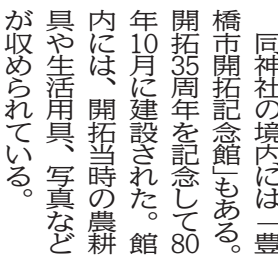 同神社の境内には「豊
橋市開拓記念館」もある。
開拓35周年を記念して80
年10月に建設された。館
内には、開拓当時の農耕
具や生活用具、写真など
が収められている。